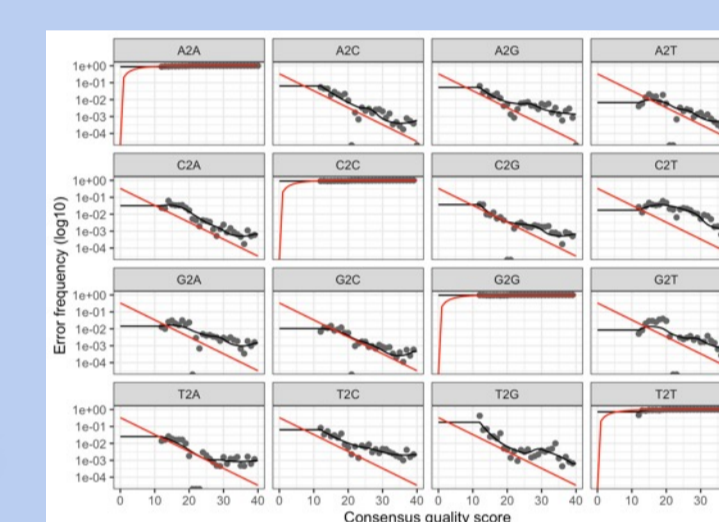 A2A A2C A2G A2T
1e+00
1e-01
1e-02
1e-03
1e-04
C2A C2C C2G C2T
1e+00
1e-01
1e-02
1e-03
1e-04
G2A G2C G2G G2T
1e+00
1e-01
1e-02
1e-03
1e-04
T2A T2C T2G T2T
1e+00
1e-01
1e-02
1e-03
1e-04
Error frequency (log10)
0 10 20 30 40 0 10 20 30 40 0 10 20 30 40 0 10 20 30
Consensus quality score